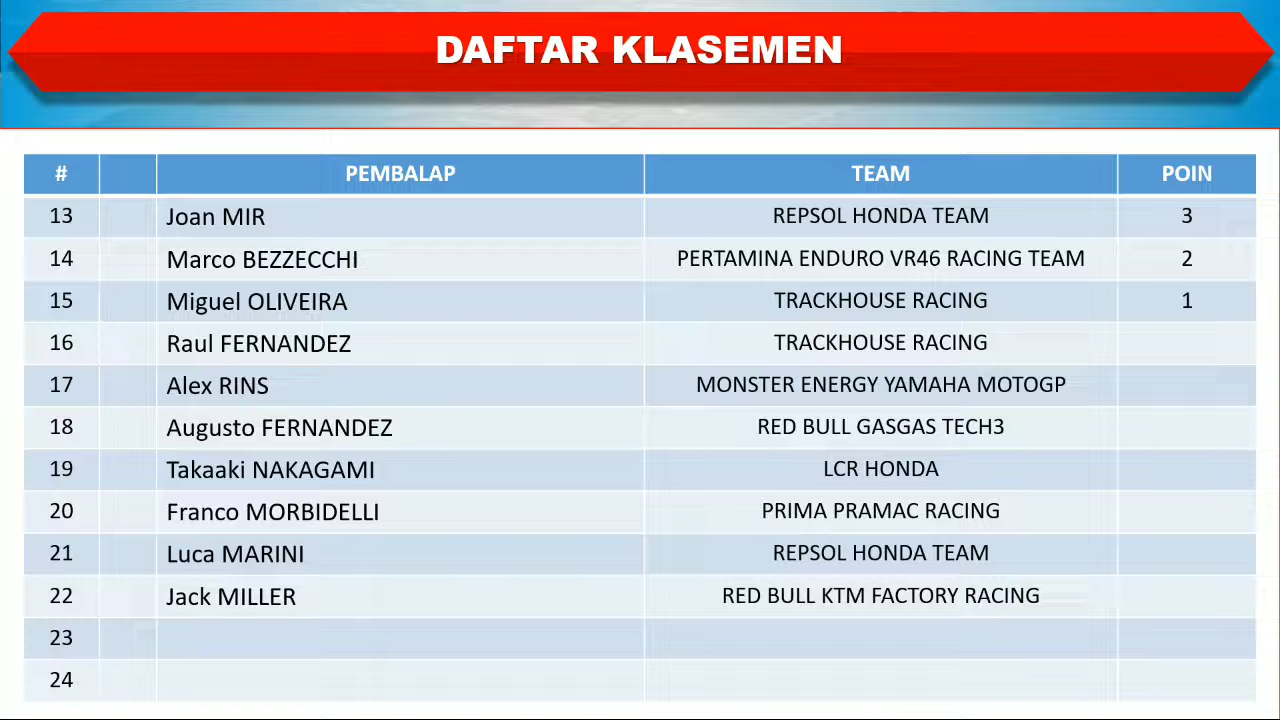 DAFTAR KLASEMEN
# PEMBALAP TEAM POIN
13 Joan MIR REPSOL HONDA TEAM 3
14 Marco BEZZECCHI PERTAMINA ENDURO VR46 RACING TEAM 2
15 Miguel OLIVEIRA TRACKHOUSE RACING 1
16 Raul FERNANDEZ TRACKHOUSE RACING
17 Alex RINS MONSTER ENERGY YAMAHA MOTOGP
18 Augusto FERNANDEZ RED BULL GASGAS TECH3
19 Takaaki NAKAGAMI LCR HONDA
20 Franco MORBIDELLI PRIMA PRAMAC RACING
21 Luca MARINI REPSOL HONDA TEAM
22 Jack MILLER RED BULL KTM FACTORY RACING
23
24